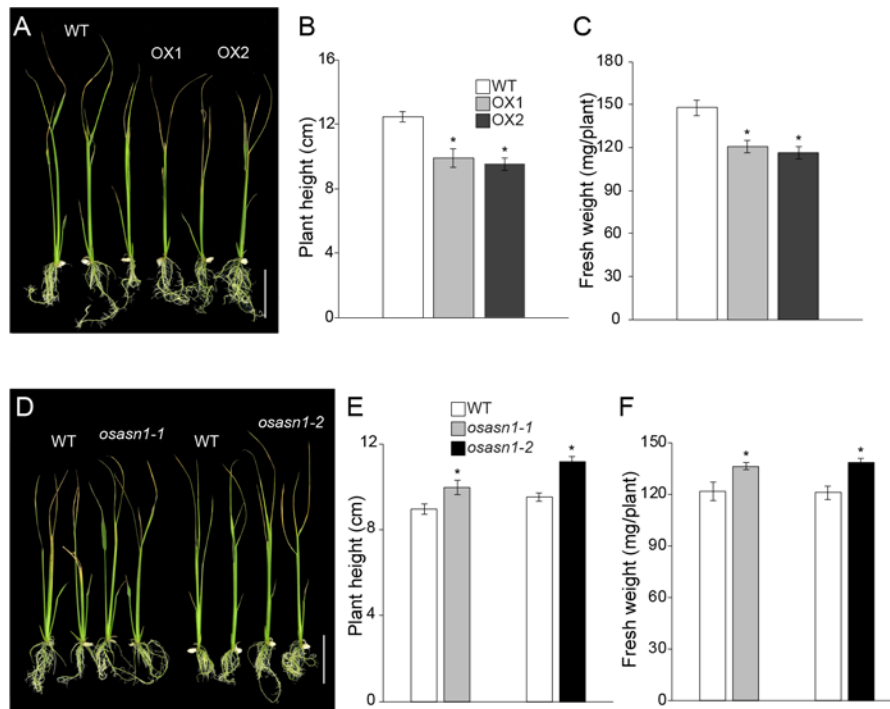 A
WT
OX1
OX2
B
Plant height (cm)
16
12
8
4
0
WT
OX1
OX2
*
*
C
Fresh weight (mg/plant)
180
150
120
90
60
30
0
*
*
D
WT
osasn1-1
WT
osasn1-2
E
WT
osasn1-1
osasn1-2
Plant height (cm)
12
8
4
0
*
*
F
Fresh weight (mg/plant)
150
120
90
60
30
0
*
*